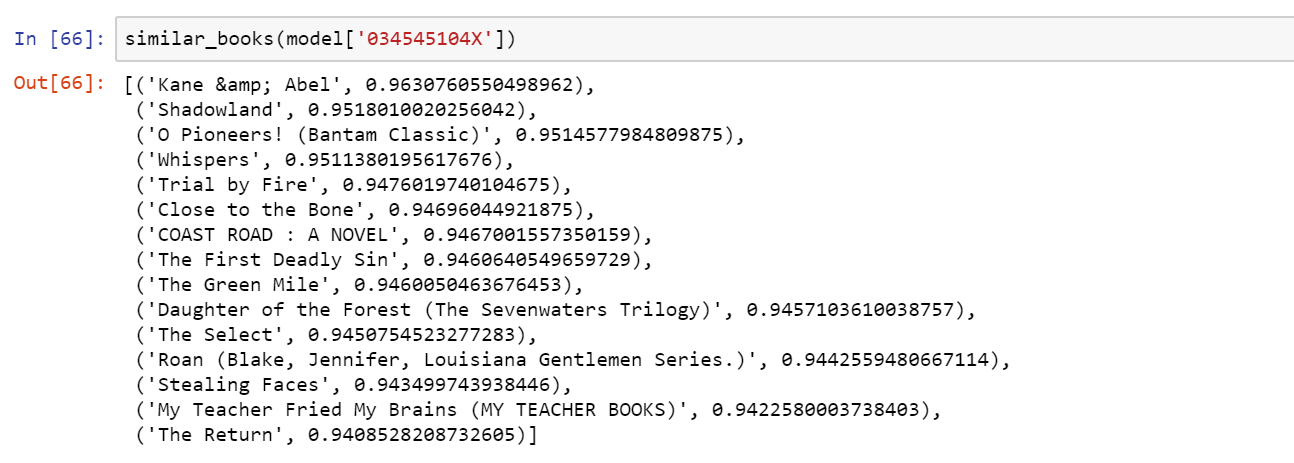 In [66]: similar_books(model['034545104X'])
Out[66]: [('Kane &amp; Abel', 0.9630760550498962),
('Shadowland', 0.9518010020256042),
('O Pioneers! (Bantam Classic)', 0.9514577984809875),
('Whispers', 0.9511380195617676),
('Trial by Fire', 0.9476019740104675),
('Close to the Bone', 0.94696044921875),
('COAST ROAD : A NOVEL', 0.9467001557350159),
('The First Deadly Sin', 0.9460640549659729),
('The Green Mile', 0.9460050463676453),
('Daughter of the Forest (The Sevenwaters Trilogy)', 0.9457103610038757),
('The Select', 0.9450754523277283),
('Roan (Blake, Jennifer, Louisiana Gentlemen Series.)', 0.9442559480667114),
('Stealing Faces', 0.943499743938446),
('My Teacher Fried My Brains (MY TEACHER BOOKS)', 0.9422580003738403),
('The Return', 0.9408528208732605)]